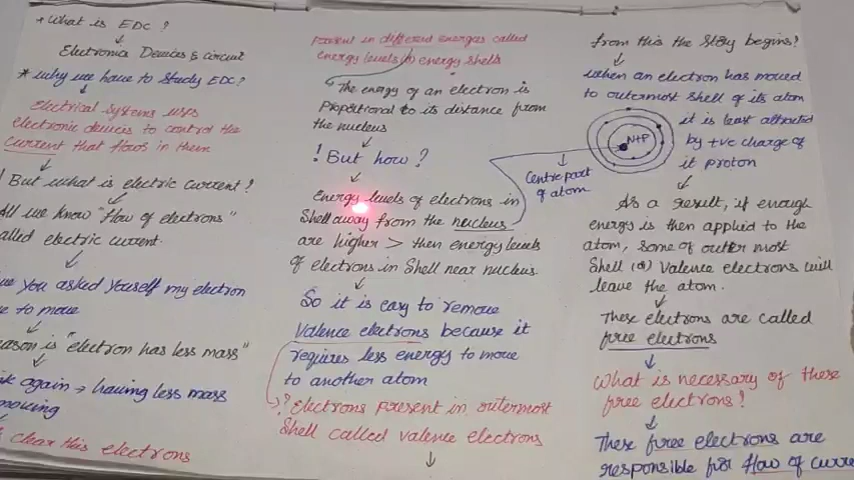 * What is EDC?
Electronic Devices & circuit
* Why we have to Study EDC?
Electrical systems uses
electronic devices to control the
current that flows in them
! But what is electric current?
All we know "flow of electrons"
called electric current.
you asked yourself my electron
to move
"electron has less mass"
again → having less mass
moving
clear this electrons
Present in different energies called
energy levels (or) energy shells
The energy of an electron is
Proportional to its distance from
the nucleus
! But how?
Energy levels of electrons in
Shell away from the nucleus
are higher > then energy levels
of electrons in Shell near nucleus
So it is easy to remove
Valence electrons because it
requires less energy to move
to another atom
? Electrons present in outermost
Shell called valence electrons
from this the story begins?
when an electron has moved
to outermost shell of its atom
it is least attracted
by +ve charge of
it proton
N+P
Centre part
of atom
As a result, if enough
energy is then applied to the
atom, some of outer most
Shell (or) Valence electrons will
leave the atom.
These electrons are called
free electrons
What is necessary of these
free electrons!
These free electrons are
responsible for flow of curre